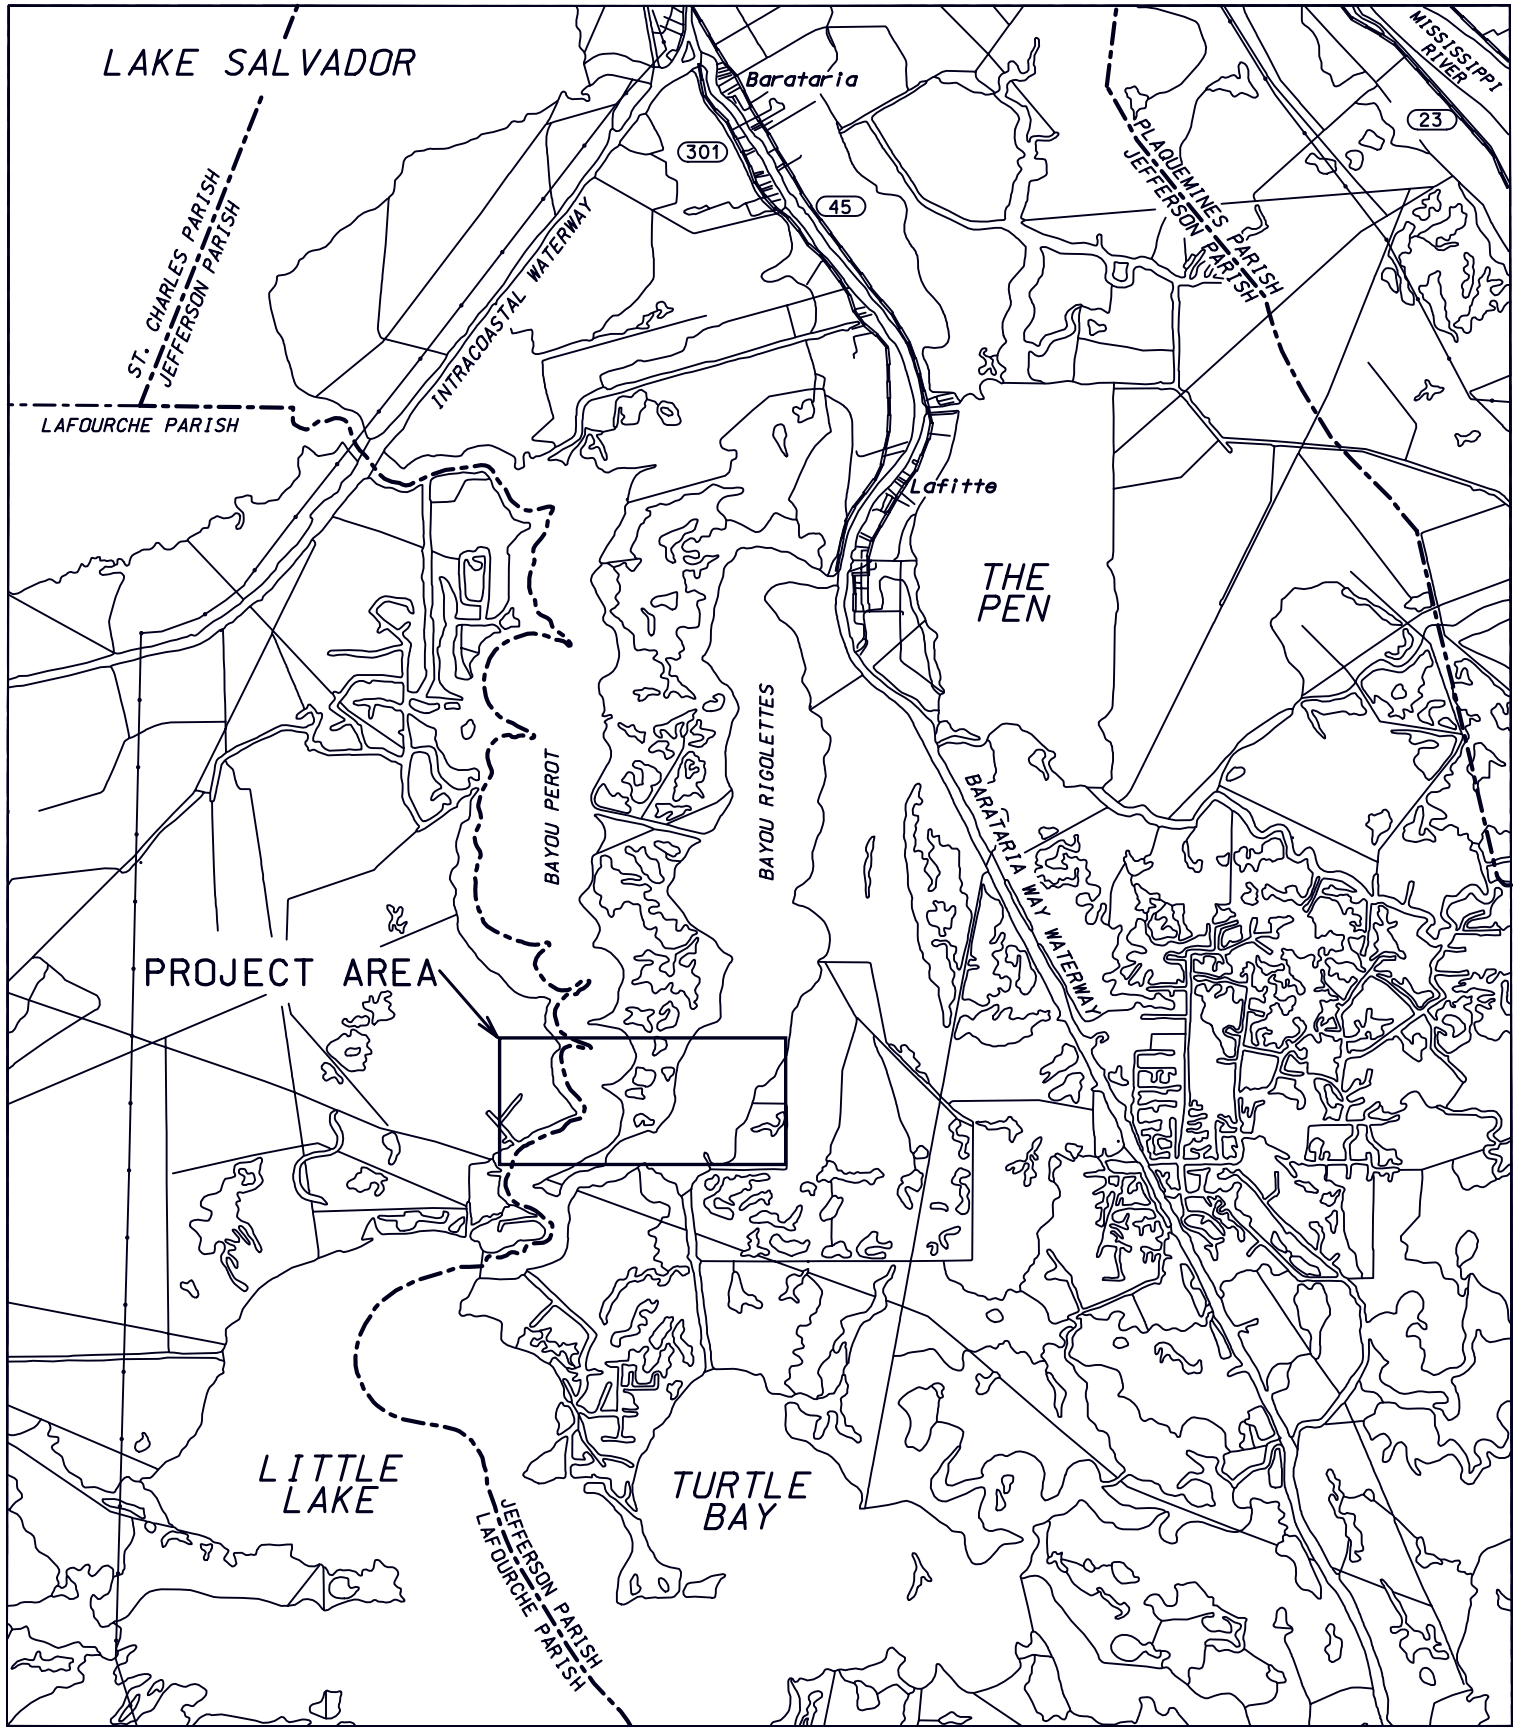 LAKE SALVADOR
MISSISSIPPI
RIVER
Barataria
23
301
45
PLAQUEMINES PARISH
JEFFERSON PARISH
ST. CHARLES PARISH
JEFFERSON PARISH
INTRACOASTAL WATERWAY
LAFOURCHE PARISH
Lafitte
THE
PEN
BAYOU PEROT
BAYOU RIGOLETTES
BARATARIA WAY WATERWAY
PROJECT AREA
LITTLE
LAKE
TURTLE
BAY
JEFFERSON PARISH
LAFOURCHE PARISH